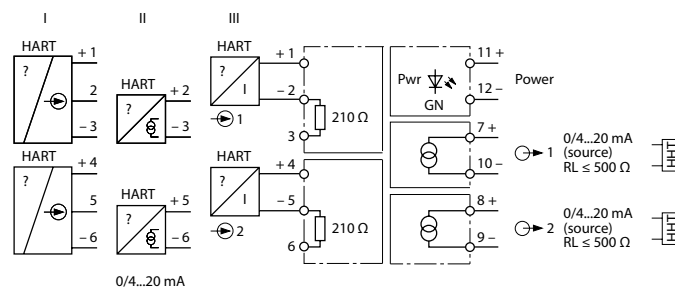 I II III
HART
?
+ 1
2
– 3
HART
?
+ 4
5
– 6
HART
?
+ 2
– 3
HART
?
+ 5
– 6
0/4...20 mA
HART
?
I
+ 1
– 2
1
3
210 Ω
HART
?
I
+ 4
– 5
2
6
210 Ω
Pwr
GN
11 +
12 –
Power
7 +
10 –
1
0/4...20 mA
(source)
RL ≤ 500 Ω
HHT
8 +
9 –
2
0/4...20 mA
(source)
RL ≤ 500 Ω
HHT